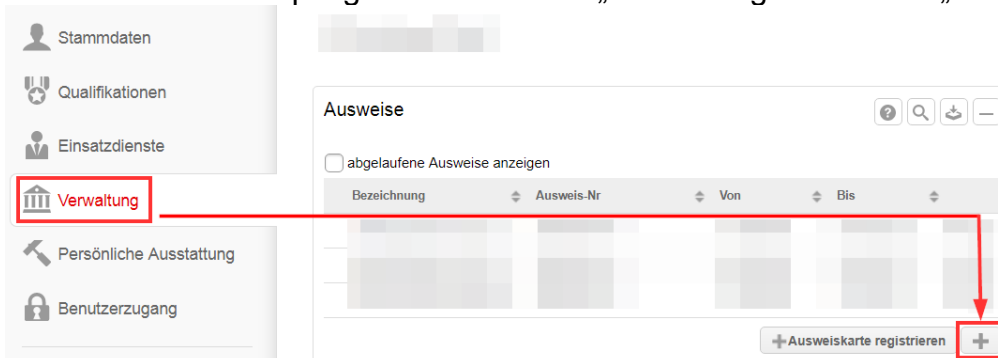 Stammdaten
Qualifikationen
Einsatzdienste
Verwaltung
Persönliche Ausstattung
Benutzerzugang
Ausweise
abgelaufene Ausweise anzeigen
Bezeichnung Ausweis-Nr Von Bis
+Ausweiskarte registrieren +